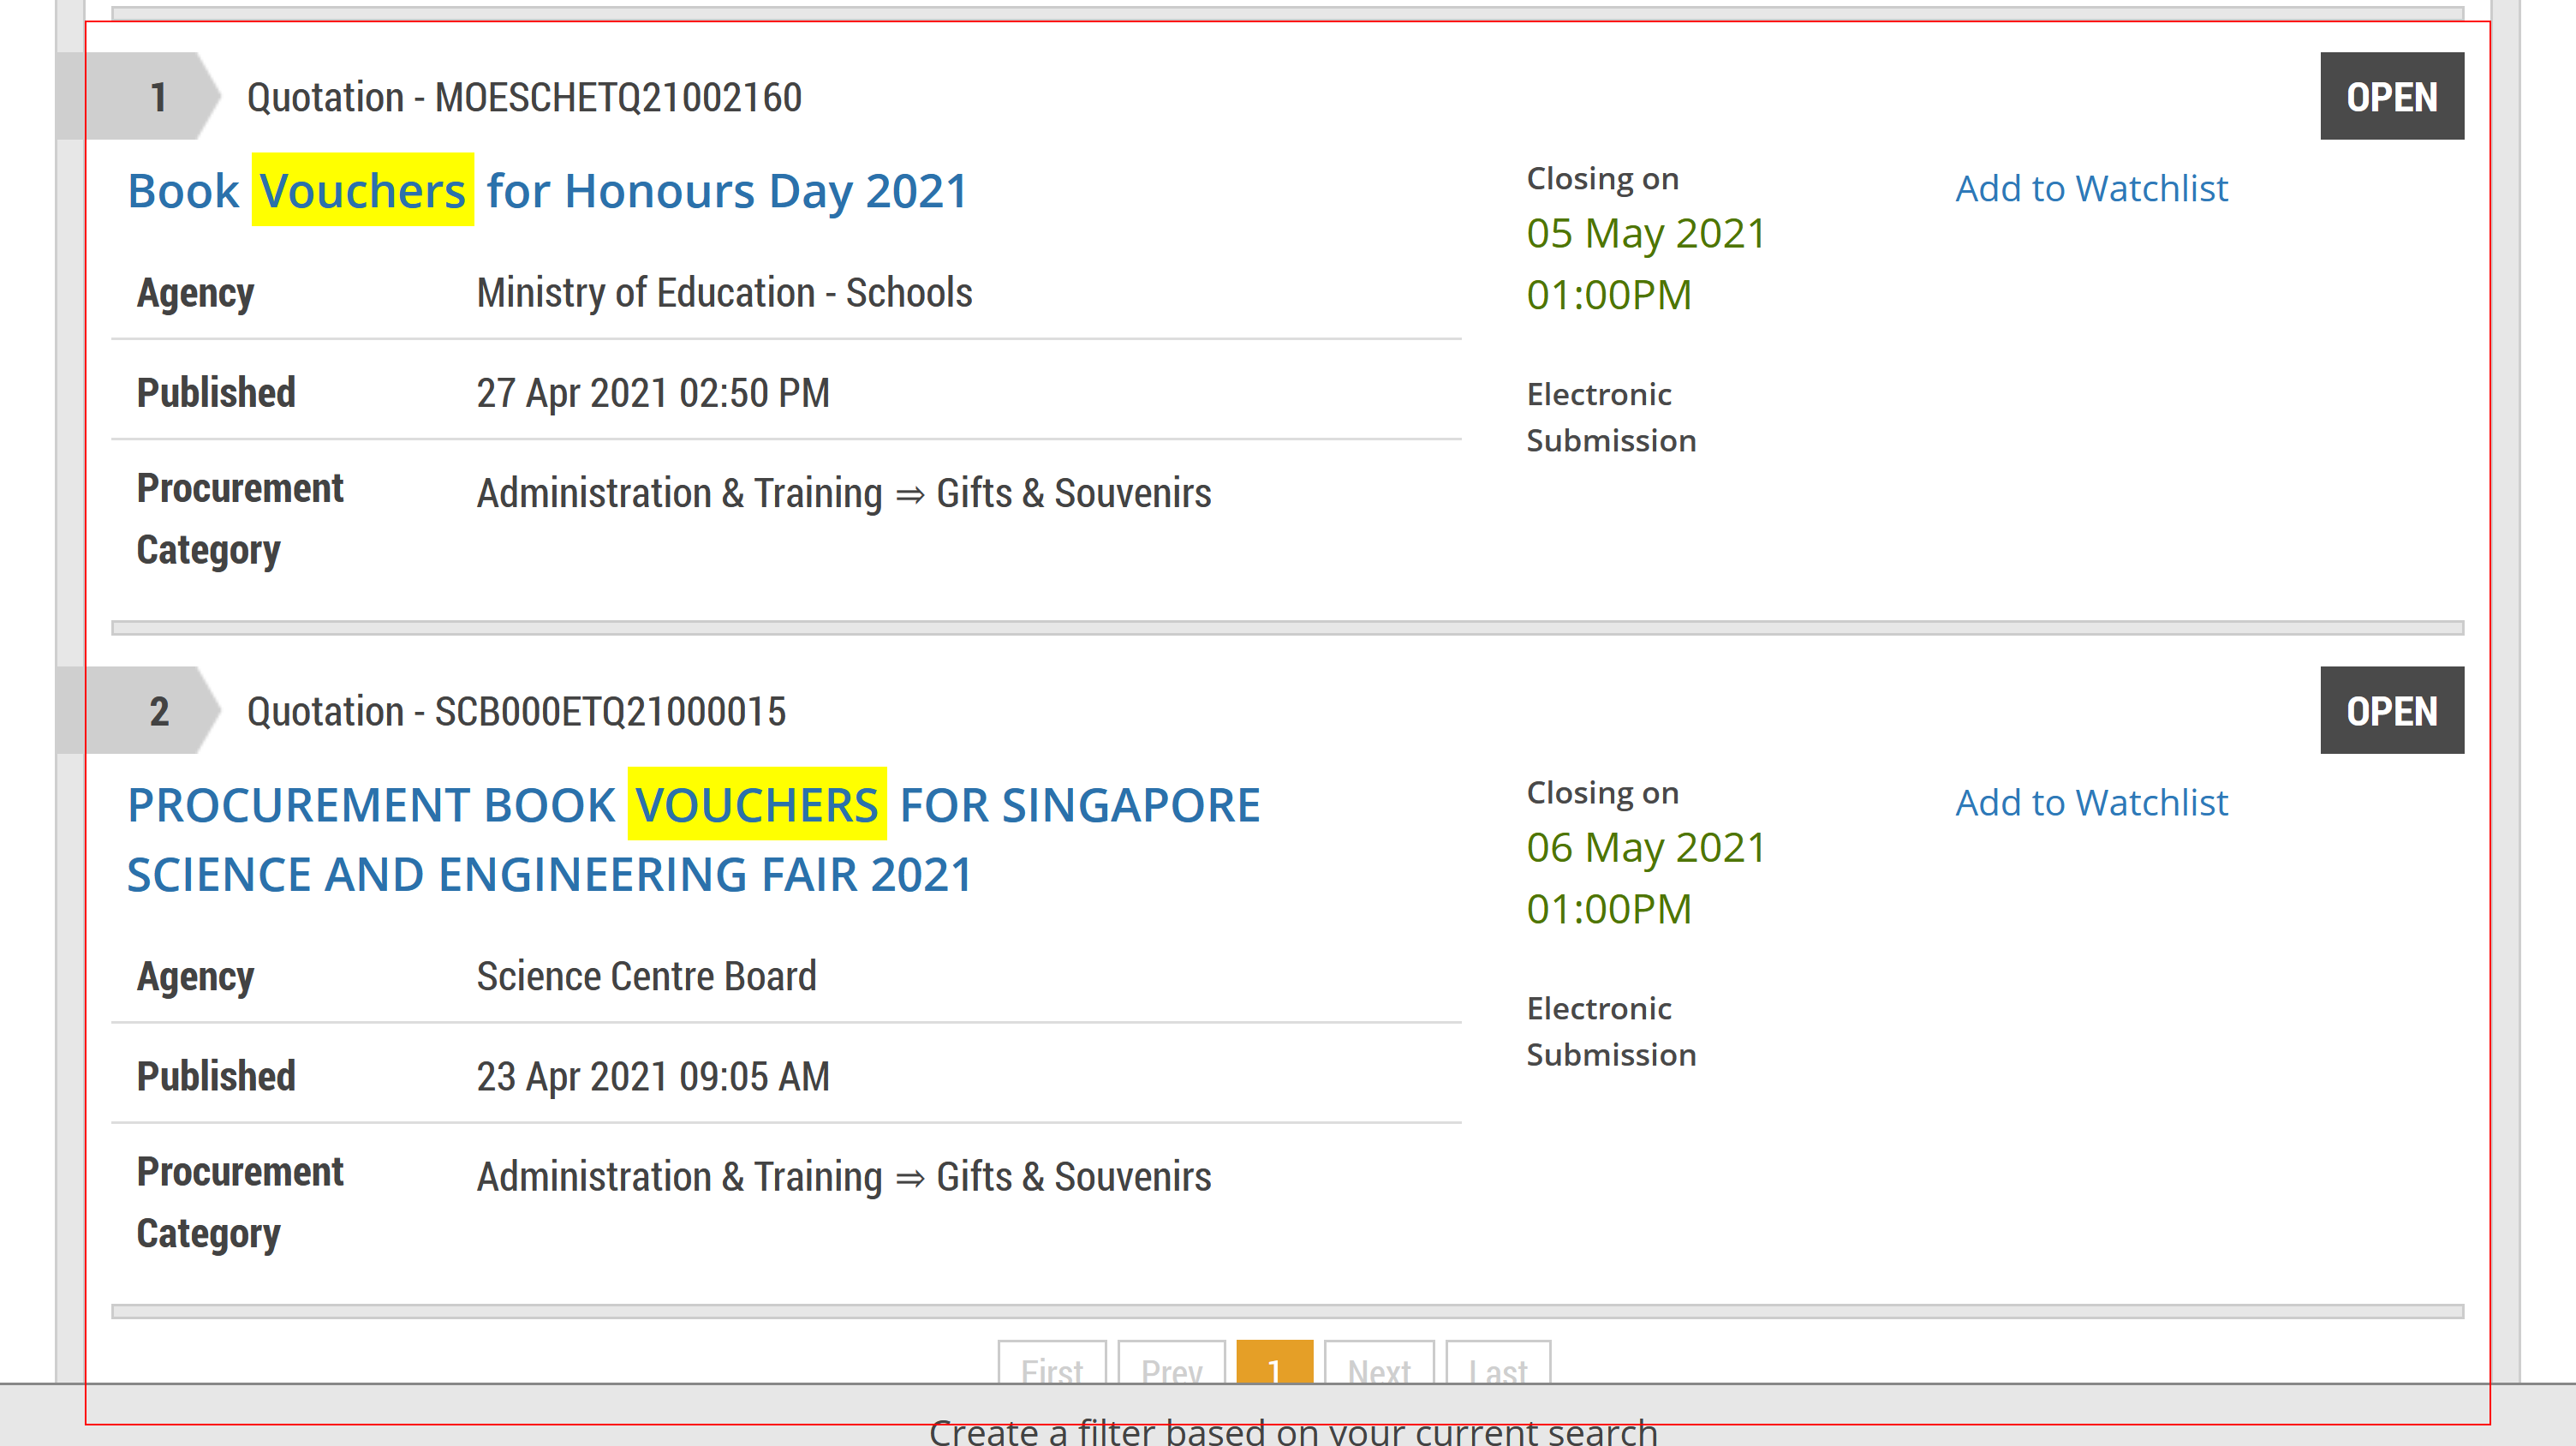 1
Quotation - MOESCHETQ21002160
OPEN
Book Vouchers for Honours Day 2021
Closing on
05 May 2021
01:00PM
Add to Watchlist
Agency
Ministry of Education - Schools
Published
27 Apr 2021 02:50 PM
Electronic
Submission
Procurement
Category
Administration & Training ⇒ Gifts & Souvenirs
2
Quotation - SCB000ETQ21000015
OPEN
PROCUREMENT BOOK VOUCHERS FOR SINGAPORE
SCIENCE AND ENGINEERING FAIR 2021
Closing on
06 May 2021
01:00PM
Add to Watchlist
Agency
Science Centre Board
Published
23 Apr 2021 09:05 AM
Electronic
Submission
Procurement
Category
Administration & Training ⇒ Gifts & Souvenirs
First Prev 1 Next Last
Create a filter based on your current search